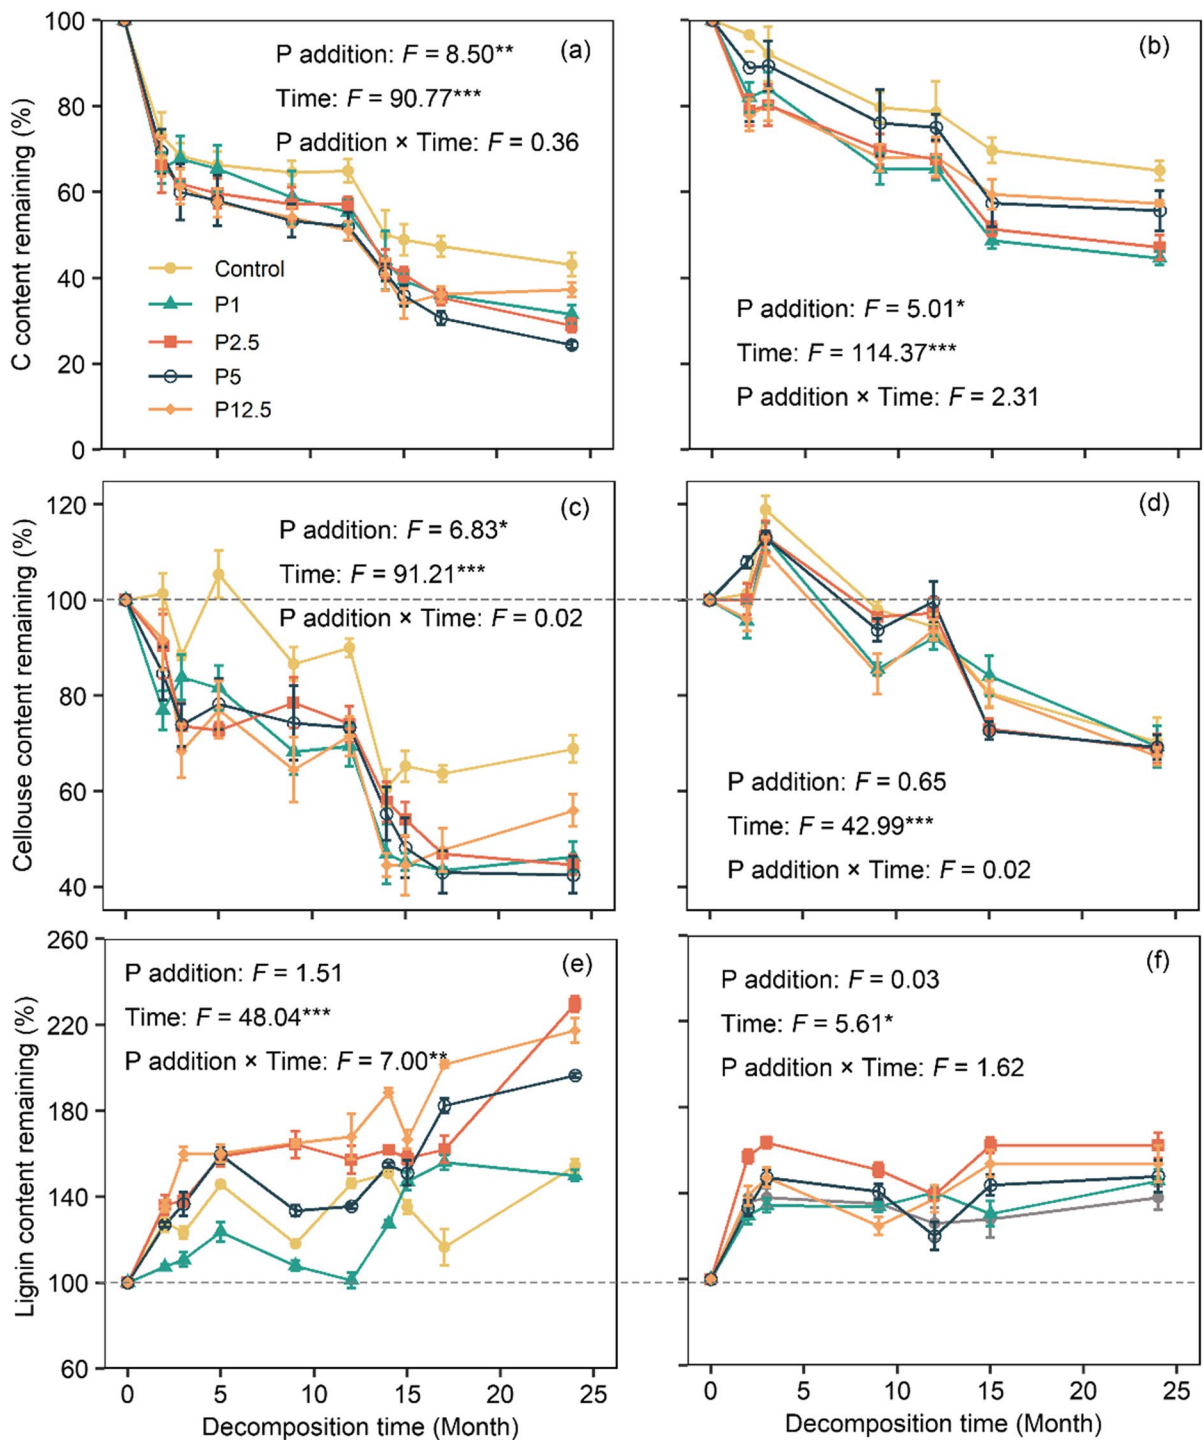 C content remaining (%)
100
80
60
40
20
0
P addition: F = 8.50**
(a)
Time: F = 90.77***
P addition × Time: F = 0.36
Control
P1
P2.5
P5
P12.5
(b)
P addition: F = 5.01*
Time: F = 114.37***
P addition × Time: F = 2.31
Cellouse content remaining (%)
120
100
80
60
40
(c)
P addition: F = 6.83*
Time: F = 91.21***
P addition × Time: F = 0.02
(d)
P addition: F = 0.65
Time: F = 42.99***
P addition × Time: F = 0.02
Lignin content remaining (%)
260
220
180
140
100
60
P addition: F = 1.51
(e)
Time: F = 48.04***
P addition × Time: F = 7.00**
0 5 10 15 20 25
Decomposition time (Month)
(f)
P addition: F = 0.03
Time: F = 5.61*
P addition × Time: F = 1.62
0 5 10 15 20 25
Decomposition time (Month)